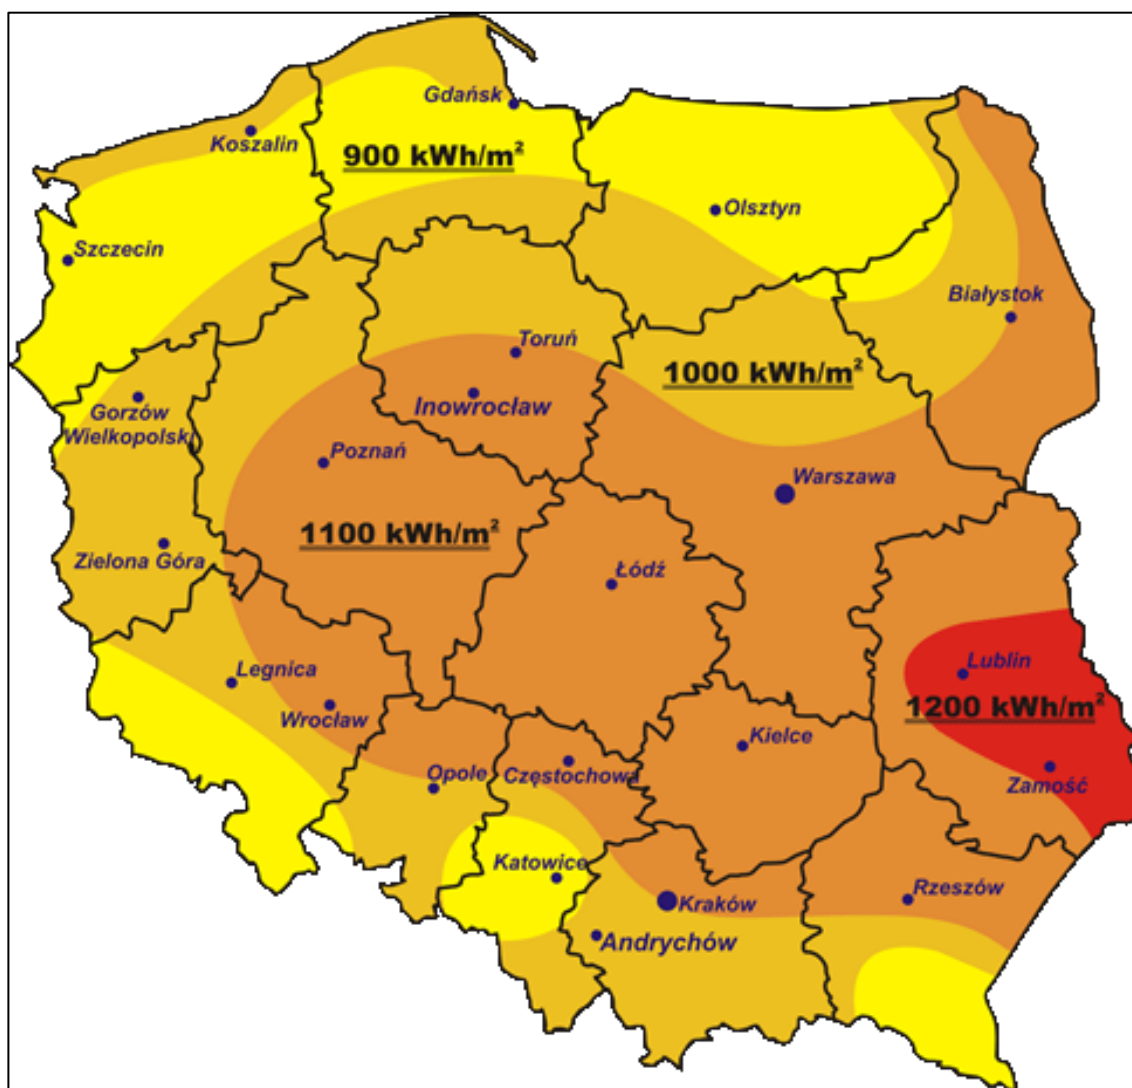 Gdańsk
Koszalin
900 kWh/m²
Olsztyn
Szczecin
Białystok
Toruń
1000 kWh/m²
Inowrocław
Gorzów
Wielkopolski
Poznań
Warszawa
1100 kWh/m²
Zielona Góra
Łódź
Legnica
Lublin
Wrocław
1200 kWh/m²
Kielce
Opole
Częstochowa
Zamość
Katowice
Rzeszów
Kraków
Andrychów